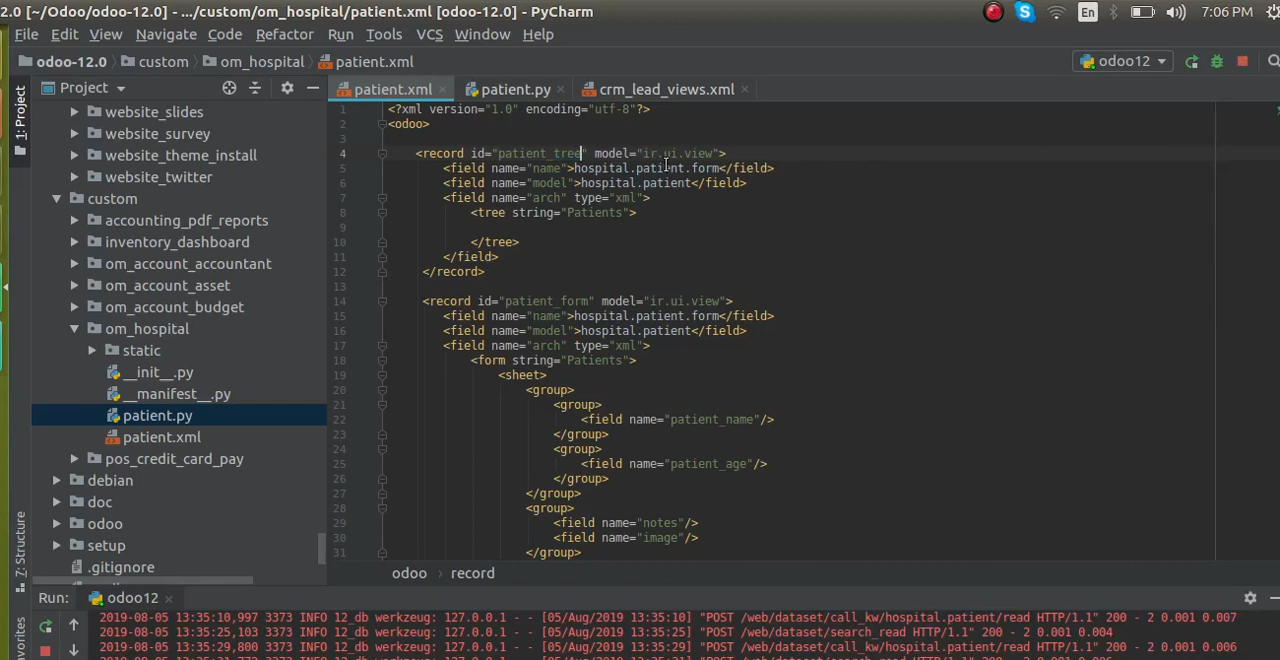 2.0 [~/Odoo/odoo-12.0] - .../custom/om_hospital/patient.xml [odoo-12.0] - PyCharm
En
7:06 PM
File Edit View Navigate Code Refactor Run Tools VCS Window Help
odoo-12.0 custom om_hospital patient.xml
odoo12
1: Project
Project
patient.xml patient.py crm_lead_views.xml
website_slides
website_survey
website_theme_install
website_twitter
custom
accounting_pdf_reports
inventory_dashboard
om_account_accountant
om_account_asset
om_account_budget
om_hospital
static
__init__.py
__manifest__.py
patient.py
patient.xml
pos_credit_card_pay
debian
doc
odoo
setup
.gitignore
1 <?xml version="1.0" encoding="utf-8"?>
2 <odoo>
3
4 <record id="patient_tree" model="ir.ui.view">
5 <field name="name">hospital.patient.form</field>
6 <field name="model">hospital.patient</field>
7 <field name="arch" type="xml">
8 <tree string="Patients">
9
10 </tree>
11 </field>
12 </record>
13
14 <record id="patient_form" model="ir.ui.view">
15 <field name="name">hospital.patient.form</field>
16 <field name="model">hospital.patient</field>
17 <field name="arch" type="xml">
18 <form string="Patients">
19 <sheet>
20 <group>
21 <group>
22 <field name="patient_name"/>
23 </group>
24 <group>
25 <field name="patient_age"/>
26 </group>
27 </group>
28 <group>
29 <field name="notes"/>
30 <field name="image"/>
31 </group>
odoo record
7: Structure
Run: odoo12
2019-08-05 13:35:10,997 3373 INFO 12_db werkzeug: 127.0.0.1 - - [05/Aug/2019 13:35:10] "POST /web/dataset/call_kw/hospital.patient/read HTTP/1.1" 200 - 2 0.001 0.007
2019-08-05 13:35:25,103 3373 INFO 12_db werkzeug: 127.0.0.1 - - [05/Aug/2019 13:35:25] "POST /web/dataset/search_read HTTP/1.1" 200 - 2 0.001 0.004
2019-08-05 13:35:29,800 3373 INFO 12_db werkzeug: 127.0.0.1 - - [05/Aug/2019 13:35:29] "POST /web/dataset/call_kw/hospital.patient/read HTTP/1.1" 200 - 2 0.001 0.006